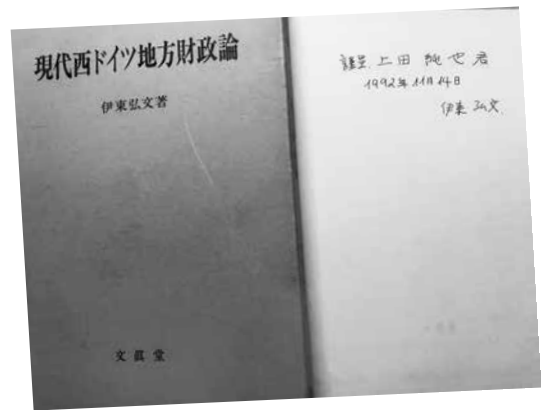 現代西ドイツ地方財政論
伊東弘文著
文眞堂
謹呈 上田 純也 君
1992年 11月14日
伊東 弘文